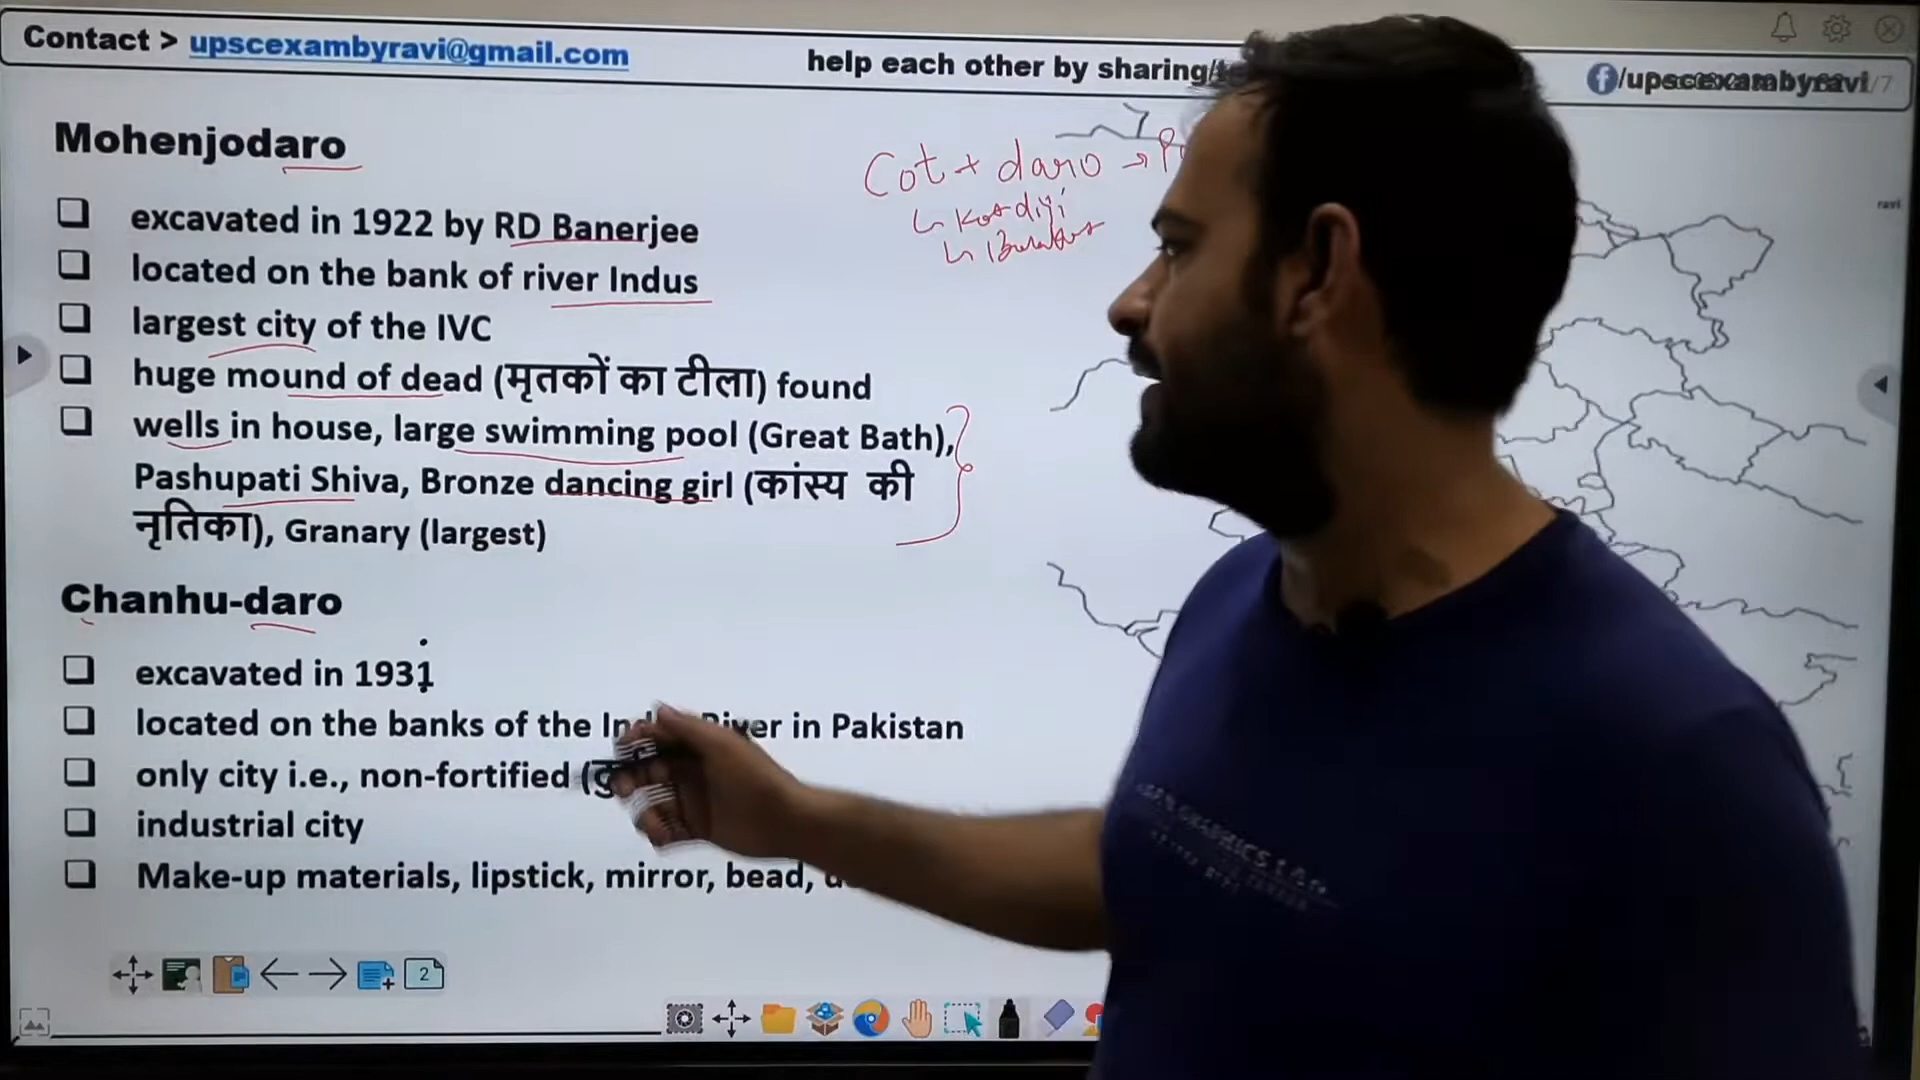 Contact > upscexambyravi@gmail.com
help each other by sharing
/upscexambyravi
ravi
Mohenjodaro
excavated in 1922 by RD Banerjee
located on the bank of river Indus
largest city of the IVC
huge mound of dead (मृतकों का टीला) found
wells in house, large swimming pool (Great Bath),
Pashupati Shiva, Bronze dancing girl (कांस्य की
नृतिका), Granary (largest)
Cot + daro →
Kot diji
Chanhu-daro
excavated in 1931
located on the banks of the River in Pakistan
only city i.e., non-fortified
industrial city
Make-up materials, lipstick, mirror, bead,
2